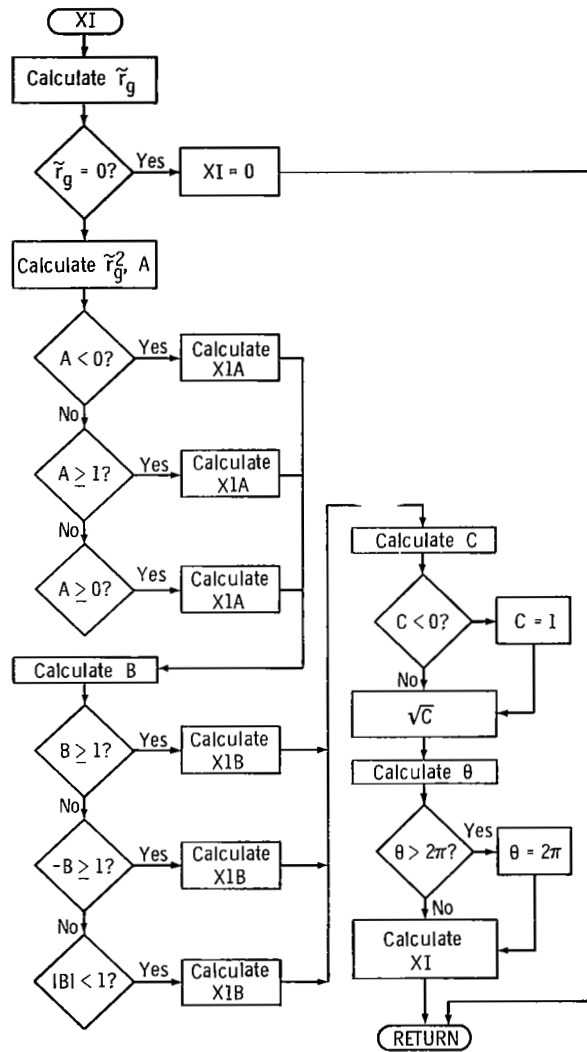 XI
Calculate r̃g
r̃g = 0?
Yes
XI = 0
Calculate r̃g², A
A < 0?
Yes
Calculate
X1A
No
A ≥ 1?
Yes
Calculate
X1A
No
A ≥ 0?
Yes
Calculate
X1A
Calculate B
B ≥ 1?
Yes
Calculate
X1B
No
-B ≥ 1?
Yes
Calculate
X1B
No
|B| < 1?
Yes
Calculate
X1B
Calculate C
C < 0?
C = 1
No
√C
Calculate θ
θ > 2π?
Yes
θ = 2π
No
Calculate
XI
RETURN